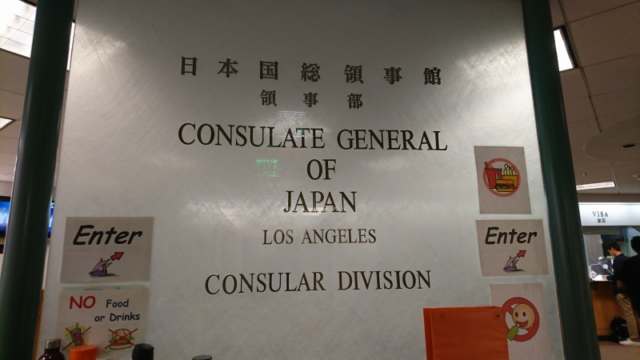 日本国総領事館
領事部
CONSULATE GENERAL
OF
JAPAN
LOS ANGELES
CONSULAR DIVISION
Enter
Enter
NO Food
or Drinks
VISA